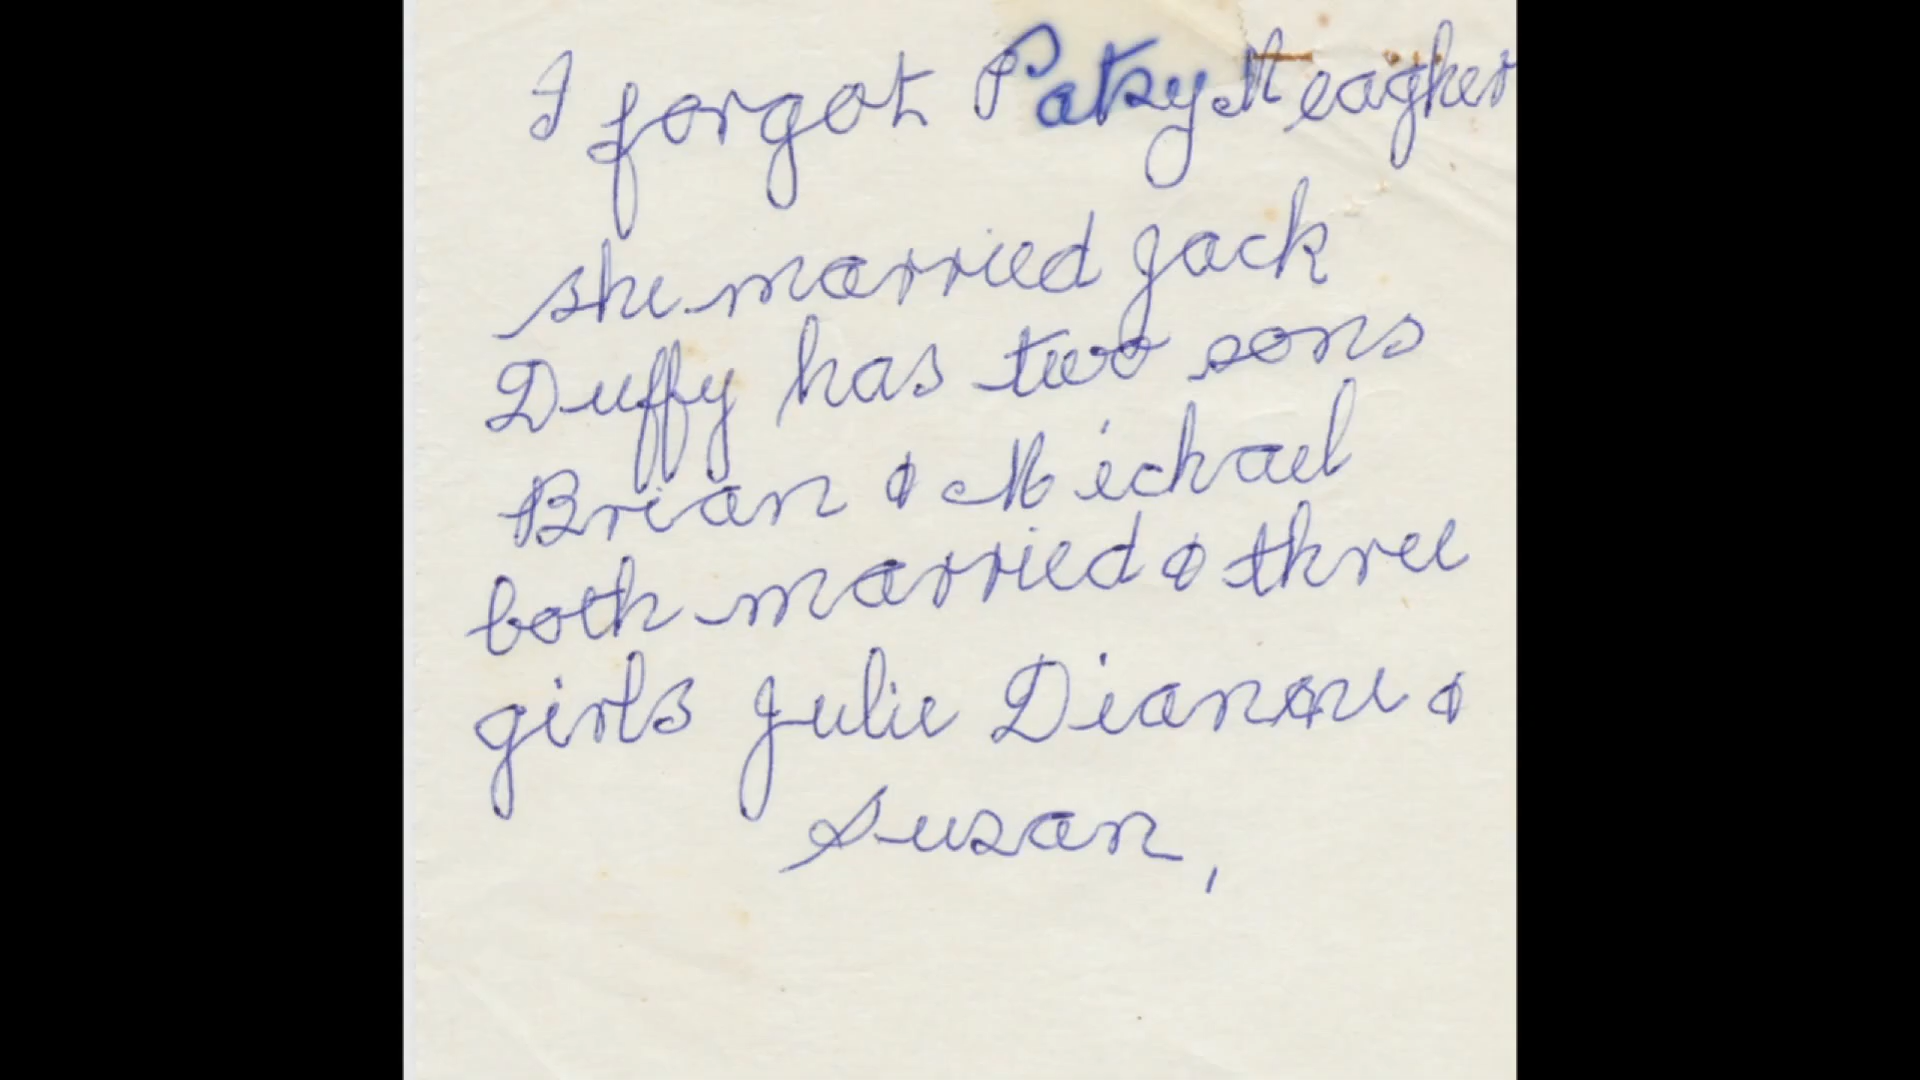 I forgot Patsy Meagher
she married Jack
Duffy has two sons
Brian & Michael
both married & three
girls Julie Dianne &
Susan,